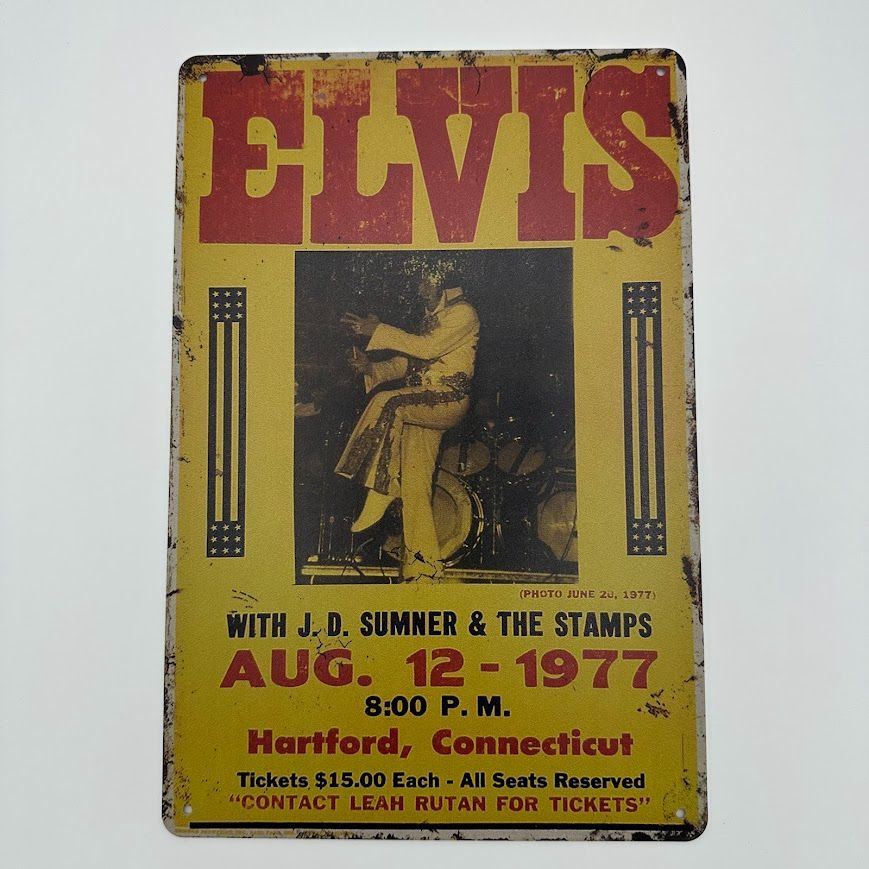 ELVIS
(PHOTO JUNE 20, 1977)
WITH J. D. SUMNER & THE STAMPS
AUG. 12 - 1977
8:00 P. M.
Hartford, Connecticut
Tickets $15.00 Each - All Seats Reserved
“CONTACT LEAH RUTAN FOR TICKETS”